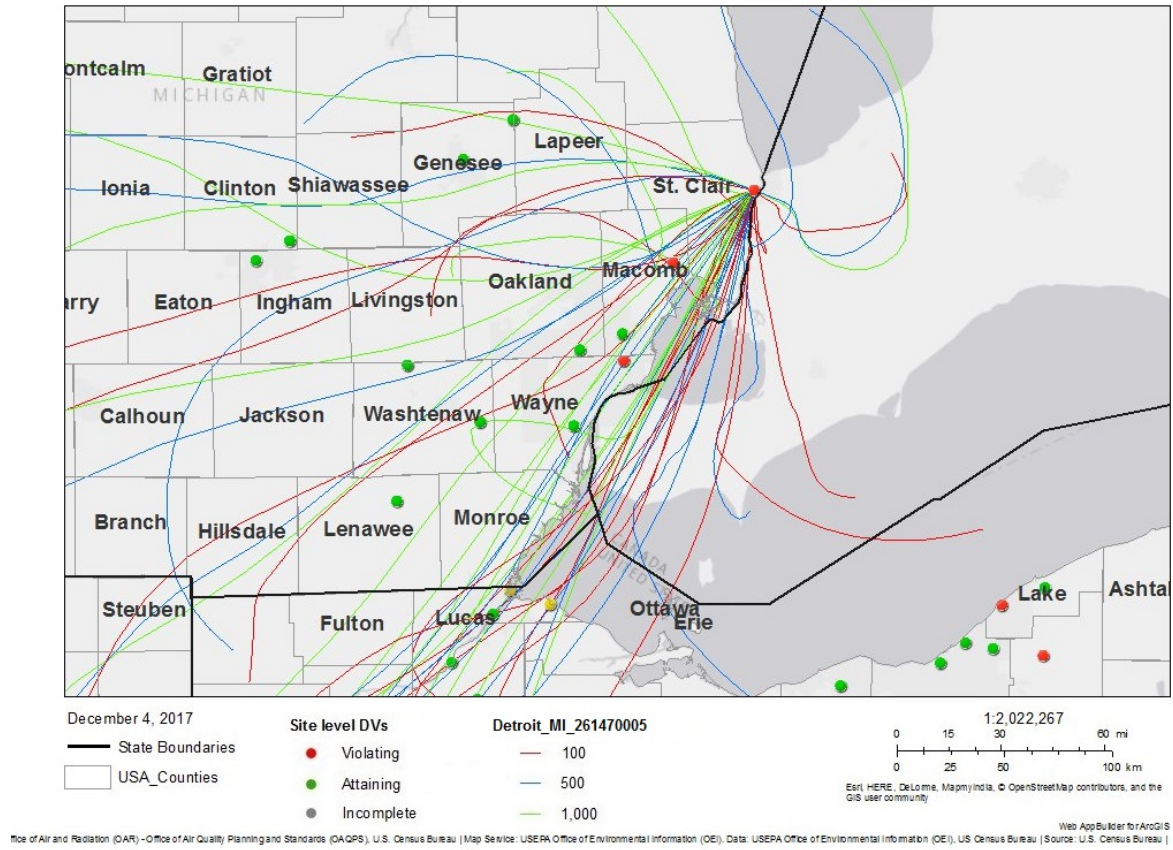 ontcalm
Gratiot
MICHIGAN
Lapeer
Genesee
Ionia
Clinton
Shiawassee
St. Clair
Macomb
Oakland
arry
Eaton
Ingham
Livingston
Calhoun
Jackson
Washtenaw
Wayne
Branch
Hillsdale
Lenawee
Monroe
CANADA
UNITED
Steuben
Fulton
Lucas
Ottawa
Erie
Lake
Ashtal
December 4, 2017
State Boundaries
USA_Counties
Site level DVs
Violating
Attaining
Incomplete
Detroit_MI_261470005
100
500
1,000
1:2,022,267
0 15 30 60 mi
0 25 50 100 km
Esri, HERE, DeLorme, MapmyIndia, © OpenStreetMap contributors, and the
GIS user community
Web AppBuilder for ArcGIS
ffice of Air and Radiation (OAR) - Office of Air Quality Planning and Standards (OAQPS), U.S. Census Bureau | Map Service: USEPA Office of Environmental Information (OEI). Data: USEPA Office of Environmental Information (OEI), US Census Bureau | Source: U.S. Census Bureau |